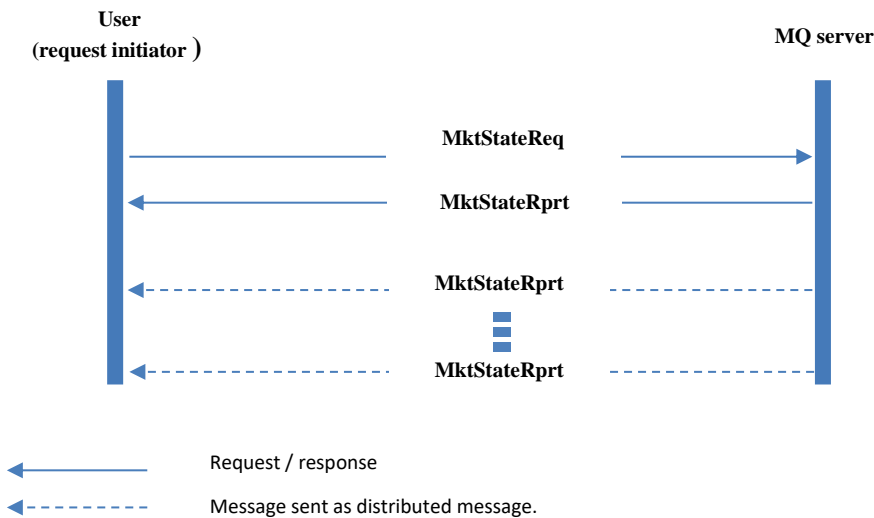 User
(request initiator )
MQ server
MktStateReq
MktStateRprt
MktStateRprt
MktStateRprt
Request / response
Message sent as distributed message.